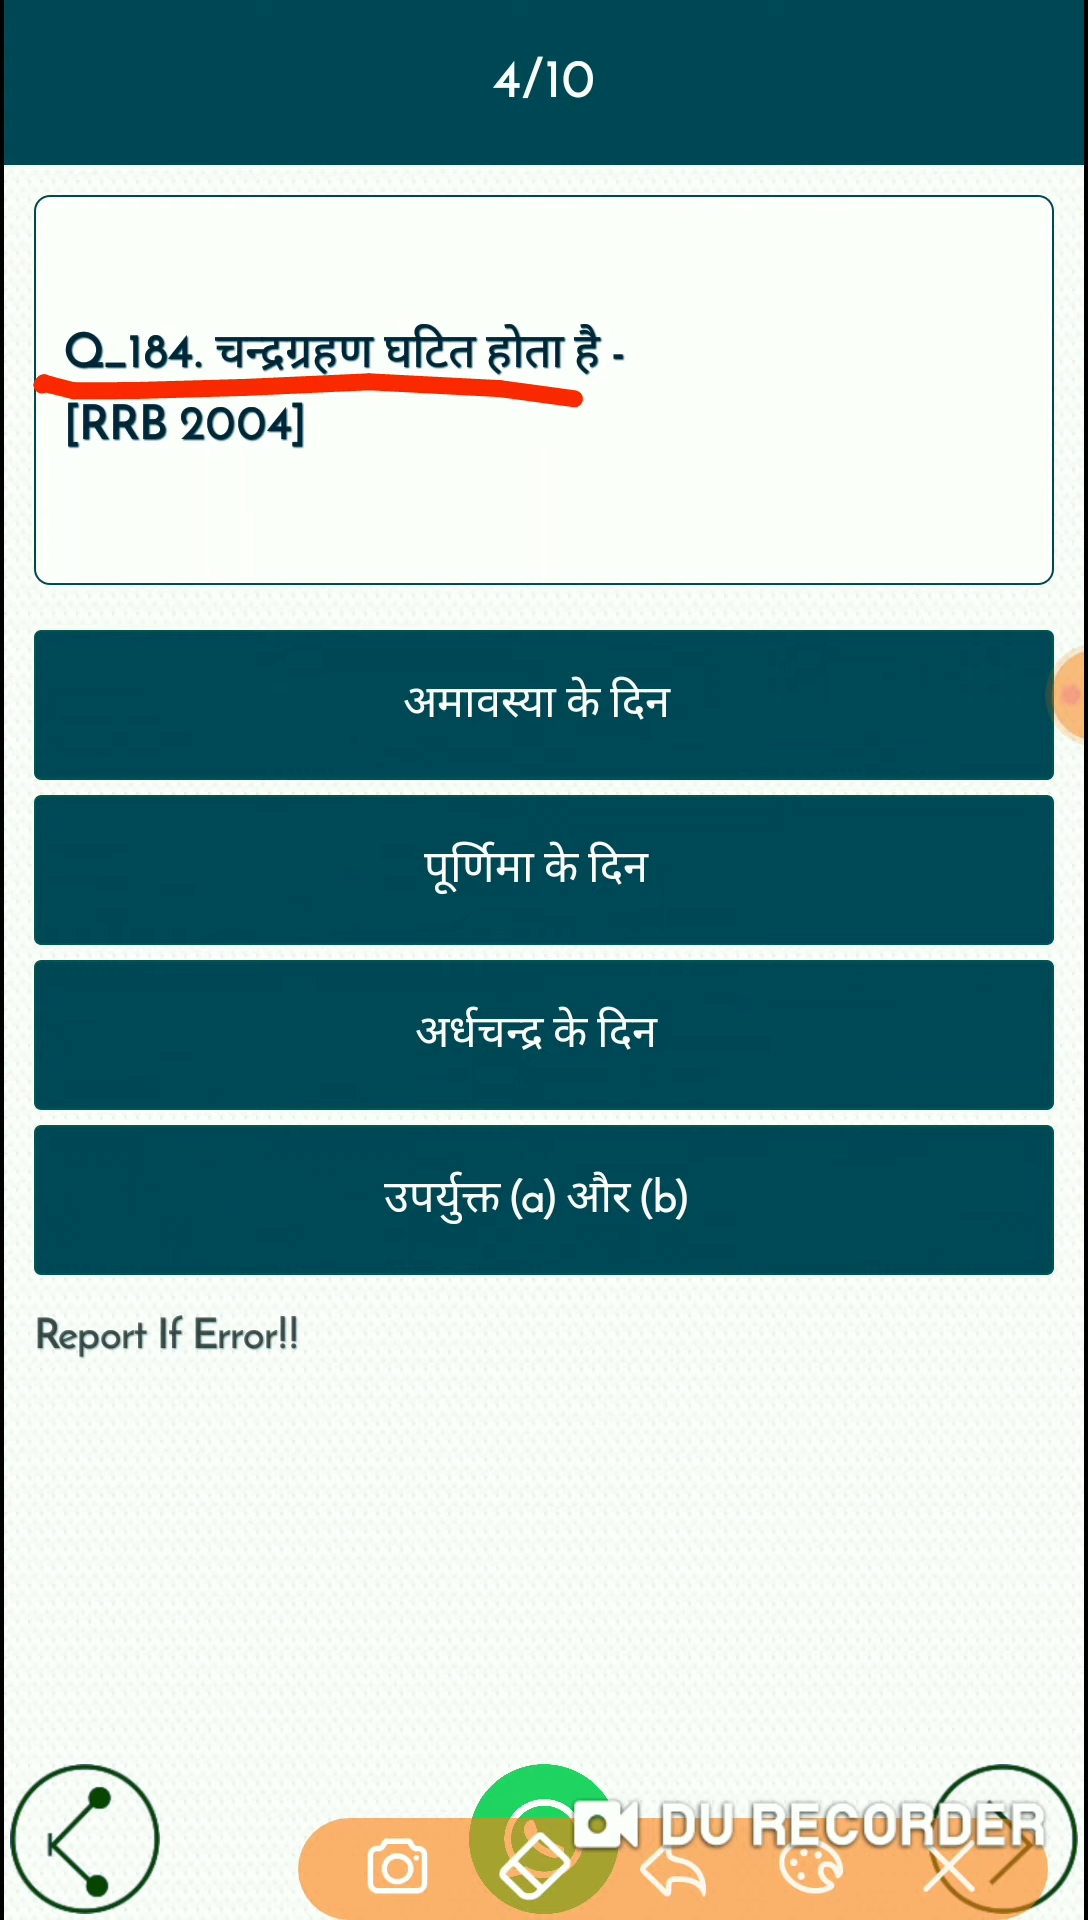 4/10
Q_184. चन्द्रग्रहण घटित होता है -
[RRB 2004]
अमावस्या के दिन
पूर्णिमा के दिन
अर्धचन्द्र के दिन
उपर्युक्त (a) और (b)
Report If Error!!
DU RECORDER